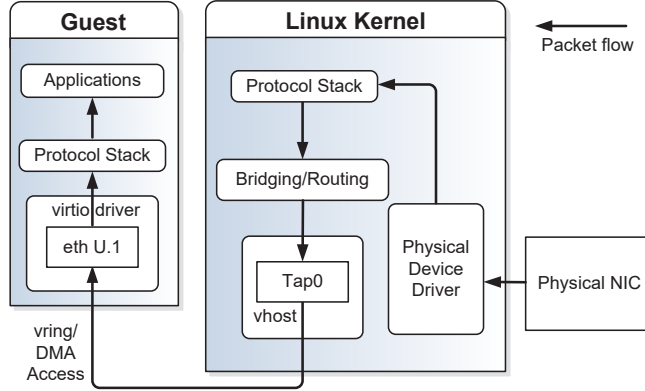 Guest
Linux Kernel
Packet flow
Applications
Protocol Stack
Protocol Stack
Bridging/Routing
virtio driver
eth U.1
Tap0
vhost
Physical
Device
Driver
Physical NIC
vring/
DMA
Access